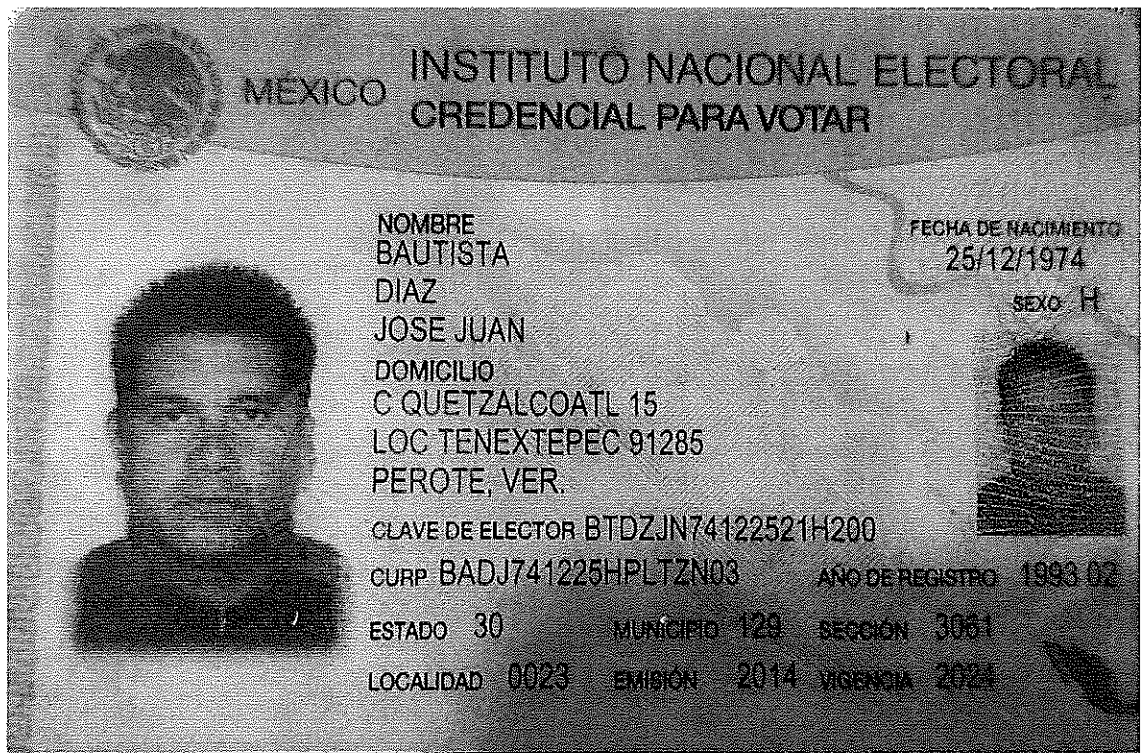 MÉXICO INSTITUTO NACIONAL ELECTORAL
CREDENCIAL PARA VOTAR
NOMBRE
BAUTISTA
DIAZ
JOSE JUAN
FECHA DE NACIMIENTO
25/12/1974
SEXO H
DOMICILIO
C QUETZALCOATL 15
LOC TENEXTEPEC 91285
PEROTE, VER.
CLAVE DE ELECTOR BTDZJN74122521H200
CURP BADJ741225HPLTZN03 AÑO DE REGISTRO 1993 02
ESTADO 30 MUNICIPIO 129 SECCIÓN 3061
LOCALIDAD 0023 EMISIÓN 2014 VIGENCIA 2024